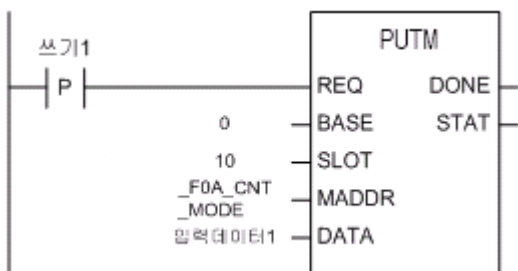 쓰기1
P
PUTM
REQ DONE
0 BASE STAT
10 SLOT
_F0A_CNT
_MODE MADDR
입력데이터1 DATA